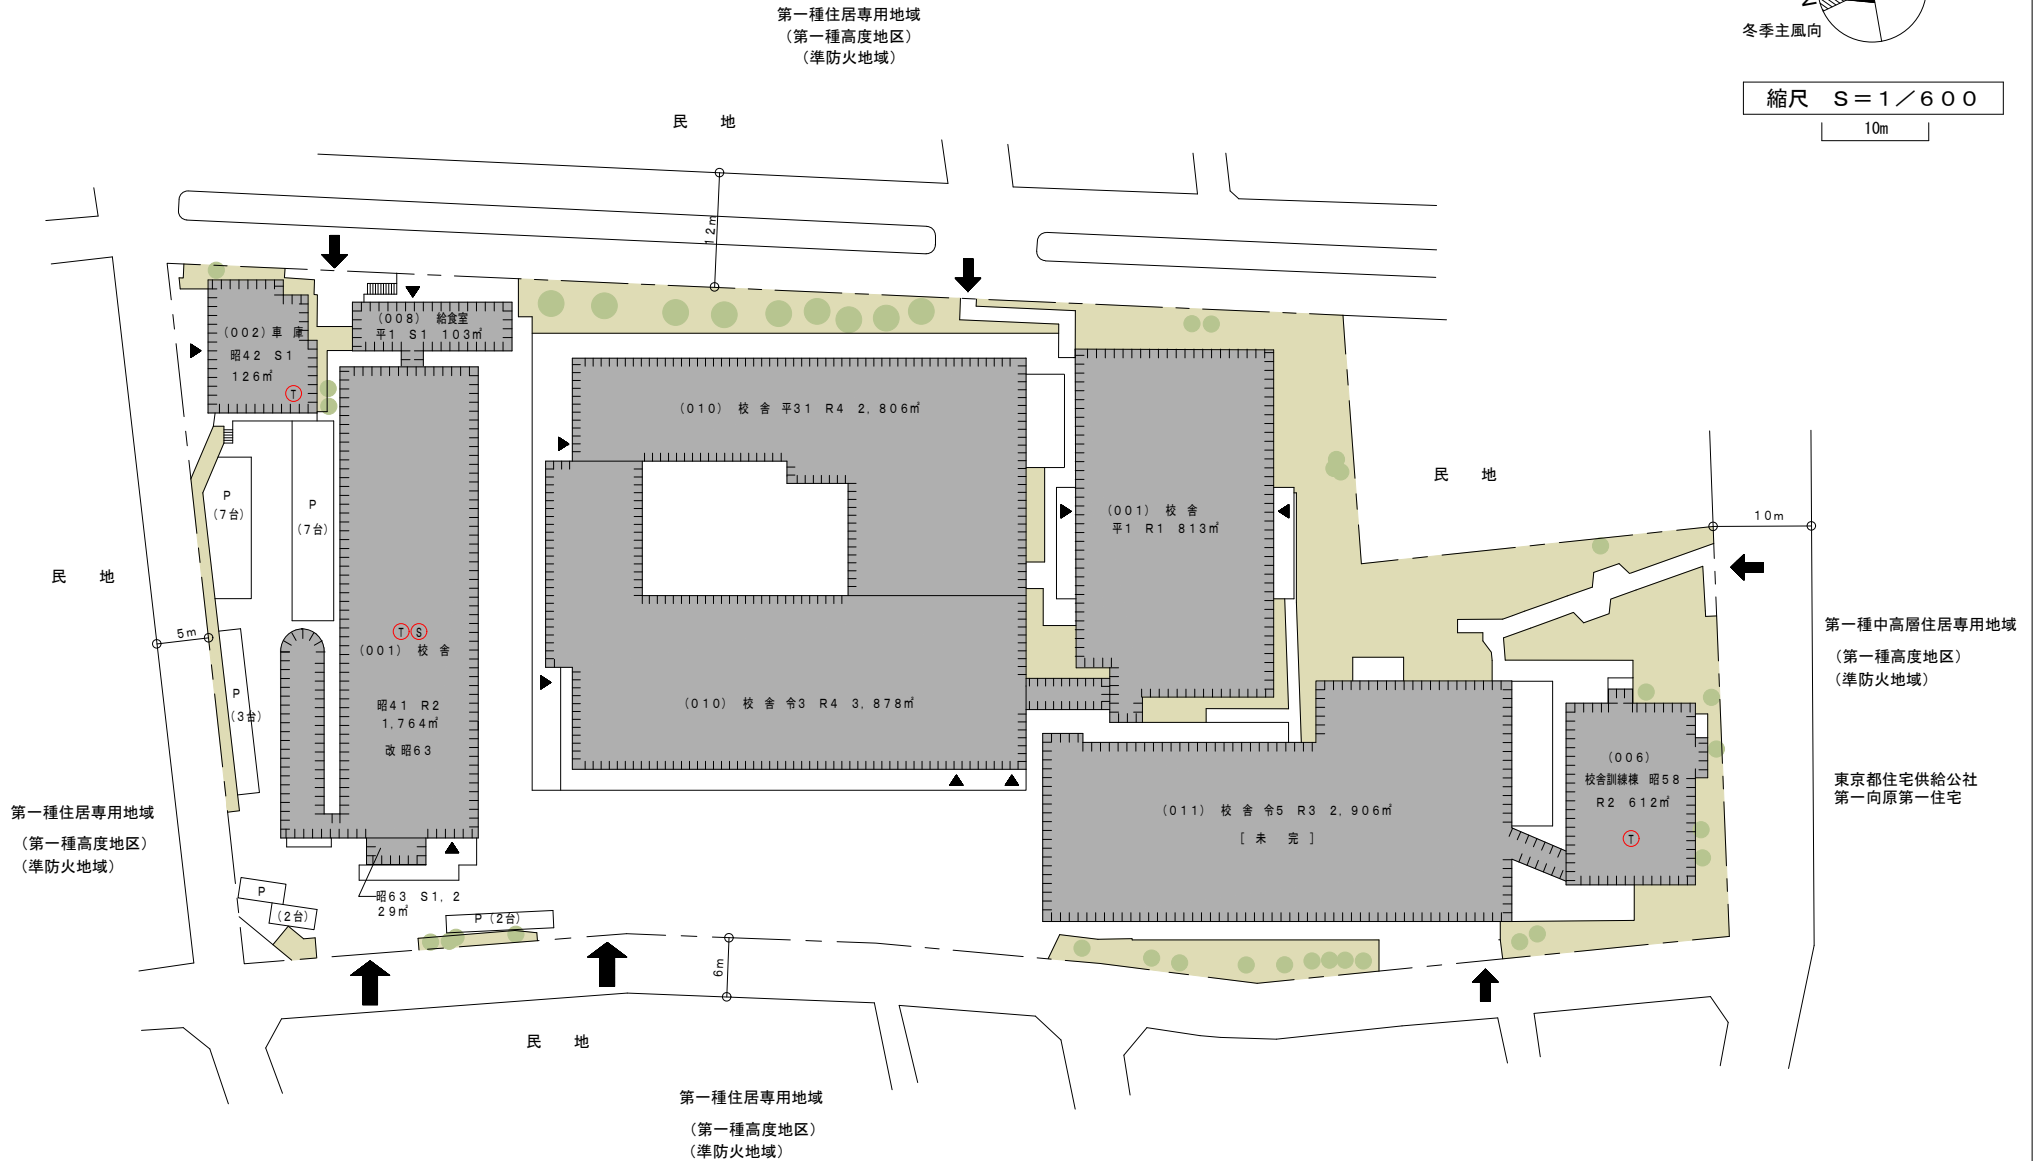 第一種住居専用地域
（第一種高度地区）
（準防火地域）
冬季主風向
縮尺　Ｓ＝１／６００
10m
民　地
12m
(008)　給食室
平1　S1　103㎡
(002)車 庫
昭42　S1
126㎡
T
(010)　校 舎　平31　R4　2,806㎡
P
(7台)
P
(7台)
民　地
(001)　校 舎
平1　R1　813㎡
10m
民　地
5m
T S
(001)　校 舎
昭41　R2
1,764㎡
改 昭63
P
(3台)
(010)　校 舎　令3　R4　3,878㎡
第一種中高層住居専用地域
（第一種高度地区）
（準防火地域）
(006)
校舎訓練棟　昭58
R2　612㎡
T
東京都住宅供給公社
第一向原第一住宅
(011)　校 舎　令5　R3　2,906㎡
[　未　完　]
第一種住居専用地域
（第一種高度地区）
（準防火地域）
P
(2台)
昭63　S1,2
29㎡
P (2台)
6m
民　地
第一種住居専用地域
（第一種高度地区）
（準防火地域）